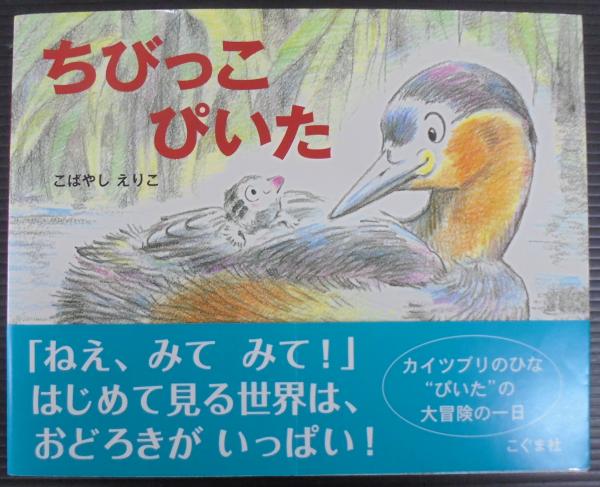 ちびっこ
ぴいた
こばやし えりこ
「ねえ、みて みて!」
はじめて見る世界は、
おどろきが いっぱい!
カイツブリのひな
“ぴいた”の
大冒険の一日
こぐま社